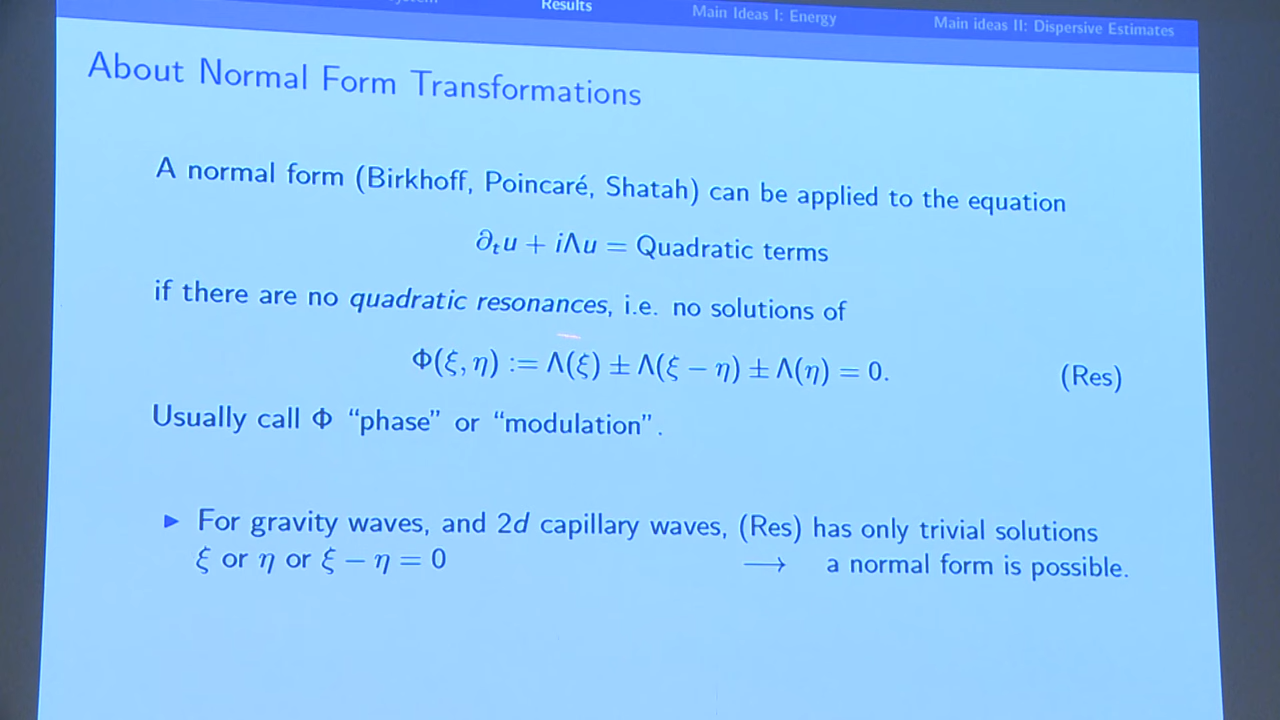 Results
Main Ideas I: Energy
Main ideas II: Dispersive Estimates
About Normal Form Transformations
A normal form (Birkhoff, Poincaré, Shatah) can be applied to the equation
∂ₜu + iΛu = Quadratic terms
if there are no quadratic resonances, i.e. no solutions of
Φ(ξ, η) := Λ(ξ) ± Λ(ξ − η) ± Λ(η) = 0. (Res)
Usually call Φ “phase” or “modulation”.
▶ For gravity waves, and 2d capillary waves, (Res) has only trivial solutions
ξ or η or ξ − η = 0 ⟶ a normal form is possible.